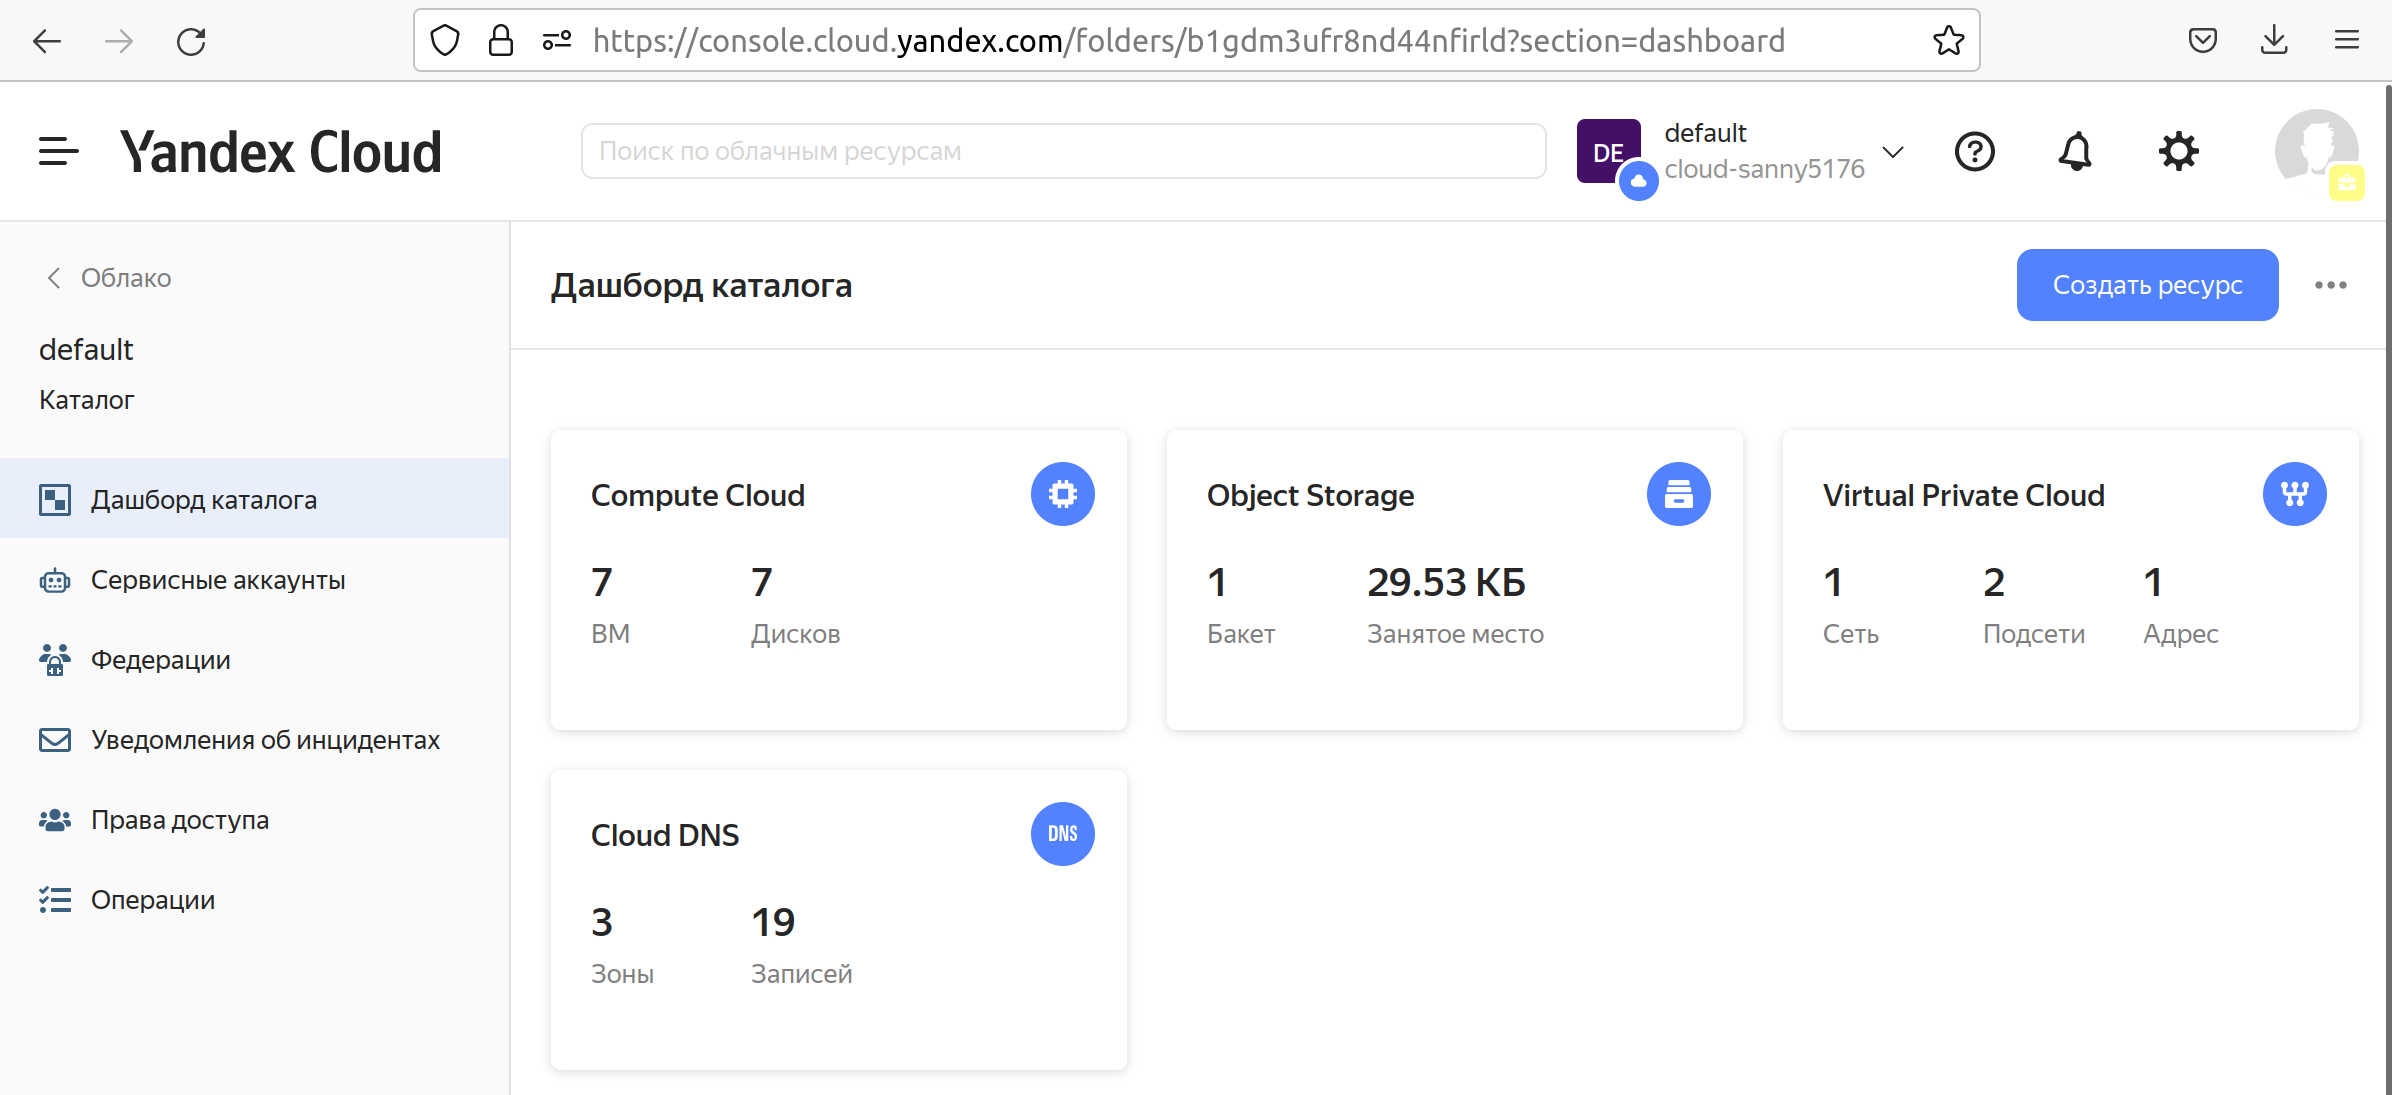 https://console.cloud.yandex.com/folders/b1gdm3ufr8nd44nfirld?section=dashboard
Yandex Cloud
Поиск по облачным ресурсам
DE
default
cloud-sanny5176
Облако
default
Каталог
Дашборд каталога
Сервисные аккаунты
Федерации
Уведомления об инцидентах
Права доступа
Операции
Дашборд каталога
Создать ресурс
Compute Cloud
7 7
ВМ Дисков
Object Storage
1 29.53 КБ
Бакет Занятое место
Virtual Private Cloud
1 2 1
Сеть Подсети Адрес
Cloud DNS
DNS
3 19
Зоны Записей